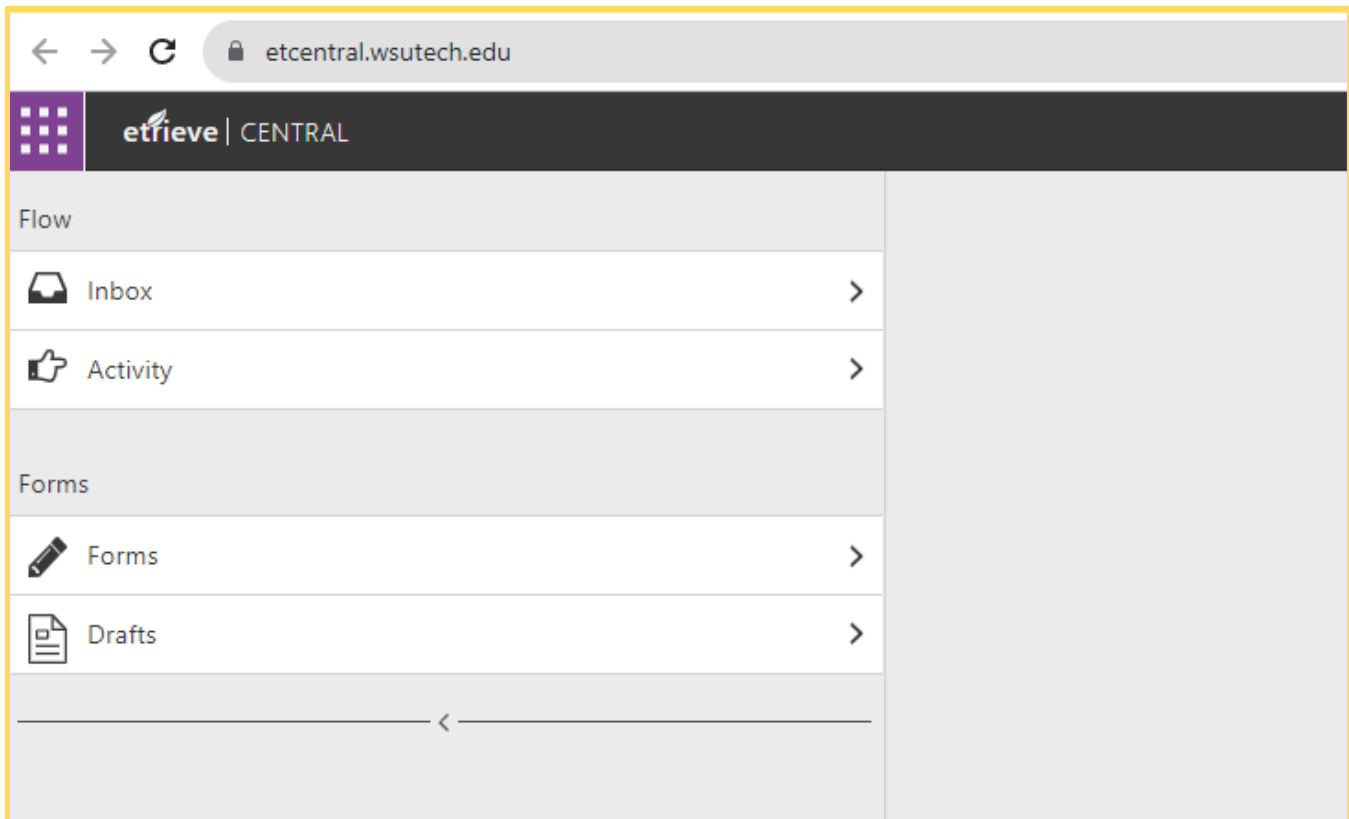 etcentral.wsutech.edu
etrieve | CENTRAL
Flow
Inbox
Activity
Forms
Forms
Drafts